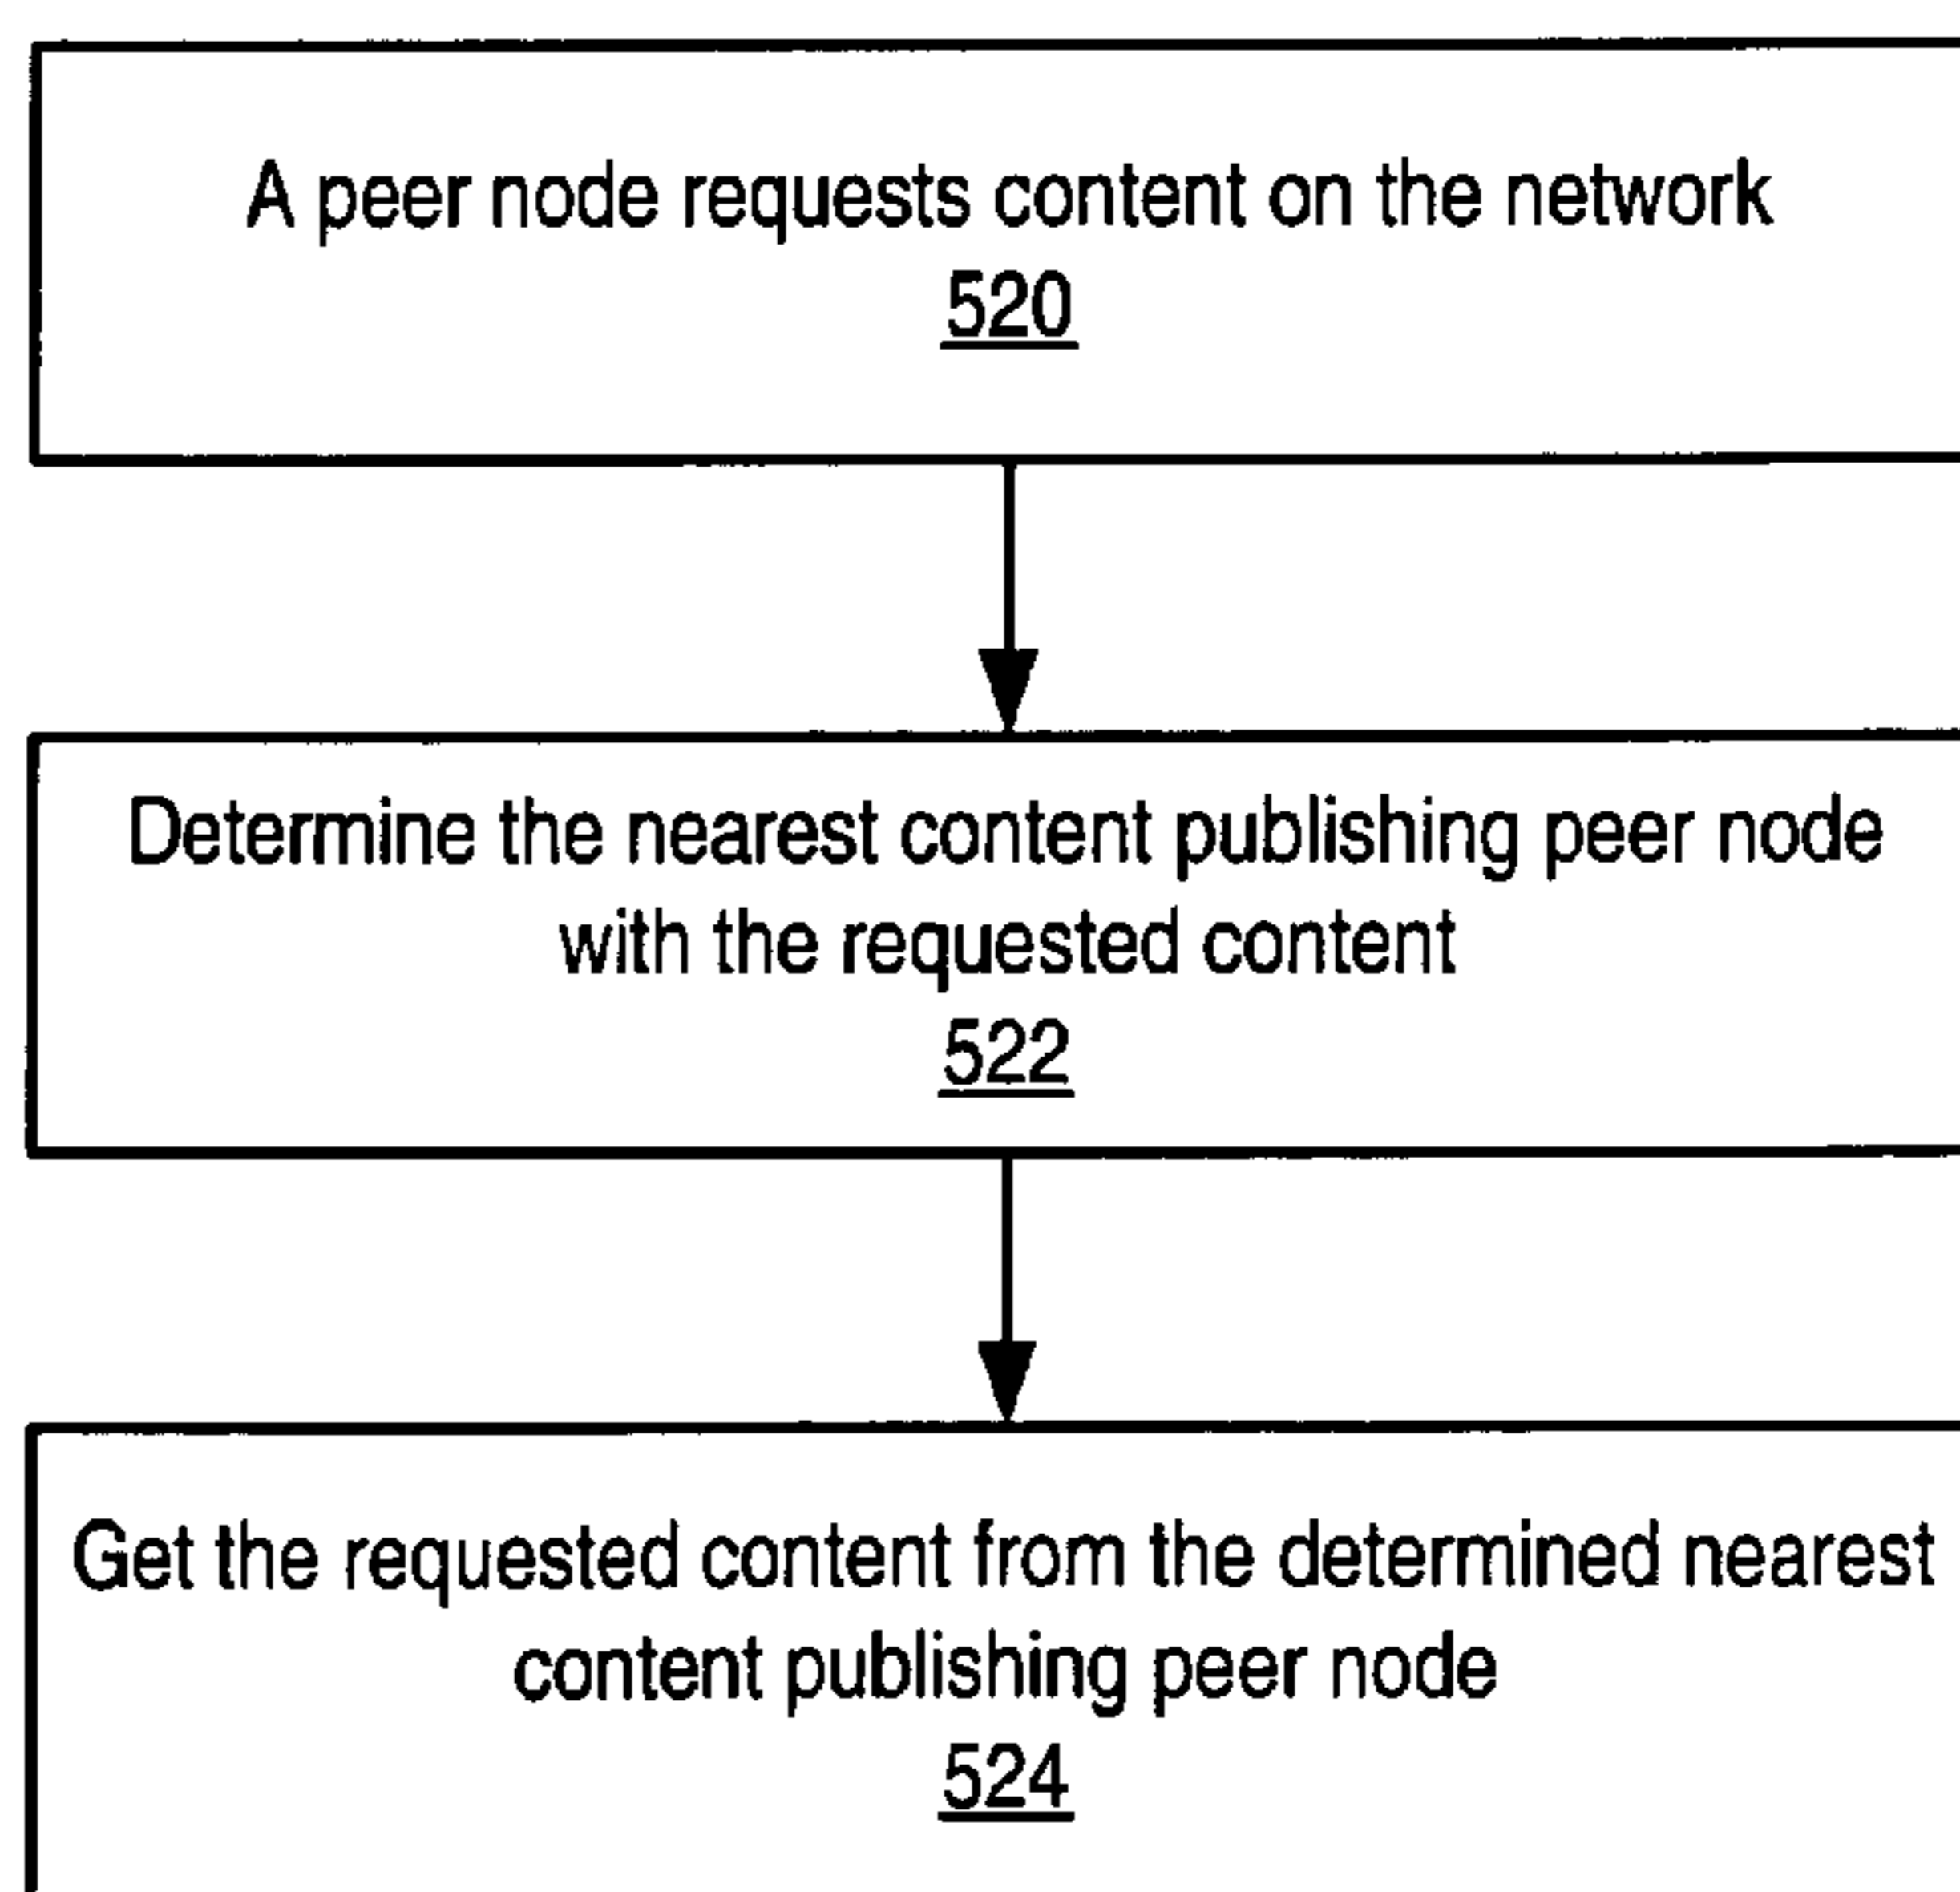 A peer node requests content on the network
520
Determine the nearest content publishing peer node
with the requested content
522
Get the requested content from the determined nearest
content publishing peer node
524